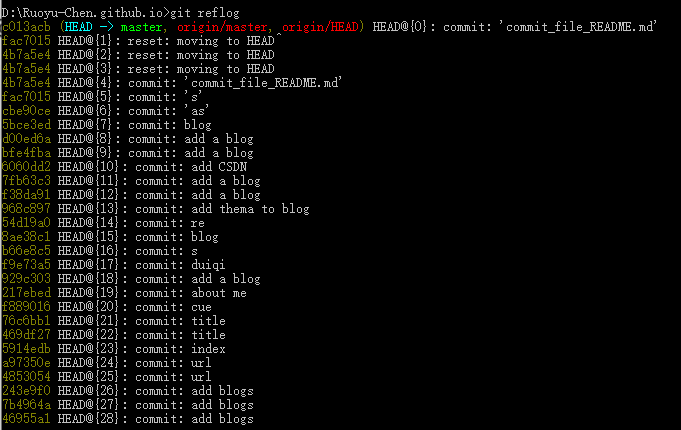 D:\Ruoyu-Chen.github.io>git reflog
c013acb (HEAD -> master, origin/master, origin/HEAD) HEAD@{0}: commit: 'commit_file_README.md'
fac7015 HEAD@{1}: reset: moving to HEAD^
4b7a5e4 HEAD@{2}: reset: moving to HEAD
4b7a5e4 HEAD@{3}: reset: moving to HEAD
4b7a5e4 HEAD@{4}: commit: 'commit_file_README.md'
fac7015 HEAD@{5}: commit: 's'
cbe90ce HEAD@{6}: commit: 'as'
5bce3ed HEAD@{7}: commit: blog
d00ed6a HEAD@{8}: commit: add a blog
bfe4fba HEAD@{9}: commit: add a blog
6060dd2 HEAD@{10}: commit: add CSDN
7fb63c3 HEAD@{11}: commit: add a blog
f38da91 HEAD@{12}: commit: add a blog
968c897 HEAD@{13}: commit: add thema to blog
54d19a0 HEAD@{14}: commit: re
8ae38c1 HEAD@{15}: commit: blog
b66e8c5 HEAD@{16}: commit: s
f9e73a5 HEAD@{17}: commit: duiqi
929c303 HEAD@{18}: commit: add a blog
217ebed HEAD@{19}: commit: about me
f889016 HEAD@{20}: commit: cue
76c6bb1 HEAD@{21}: commit: title
469df27 HEAD@{22}: commit: title
5914edb HEAD@{23}: commit: index
a97350e HEAD@{24}: commit: url
4853054 HEAD@{25}: commit: url
243e9f0 HEAD@{26}: commit: add blogs
7b4964a HEAD@{27}: commit: add blogs
46955a1 HEAD@{28}: commit: add blogs